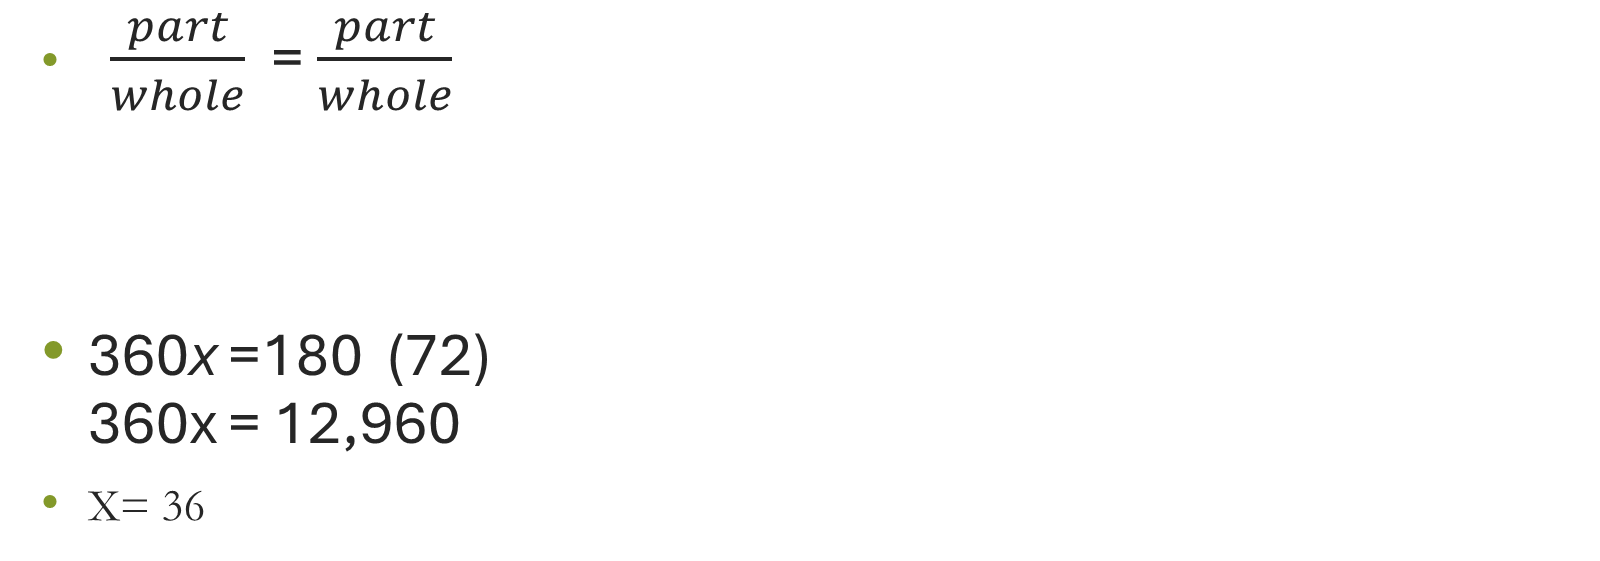 • part/whole = part/whole
• 360x =180 (72)
360x = 12,960
• X= 36